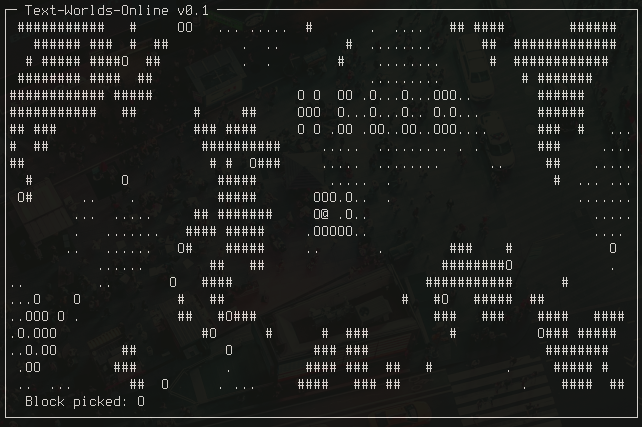 Text-Worlds-Online v0.1
########### # OO ... ..... # . .... ## ## ######
###### ### # ## . .. # ........ ## #############
# ##### ####O ## . . # ......... # ############
######## #### ## ......... # #######
############ ##### O O OO .O...O...OOO.. ######
########### ## # ## OOO O...O.. O.O.. ######
## ### ### #### O O .OO ..OO..OO..OOO.... ### # ...
# ## ########## ..... ......... ... ### ....
## # # O### ..... ........ .. ## .....
# O ##### ..... . # ... ...
O# .. . ##### OOO.O.. . .......
... ..... ## ####### O@ .O.. .....
. ...... #### ##### .OOOOO.. ....
...... O# ##### .. . ### # O
...... ## ## ########O .
.. .. O #### ########### #
...O O # ## # #O ##### ##
..OOO O . ## #O### ### ### #### ####
.O.OOO #O # # ### # O### #####
..O.OO ## O ### ### ########
.OO ### . #### ### ## # . ##### #
.. ... ## O . ... #### ### ## . #### ##
Block picked: O